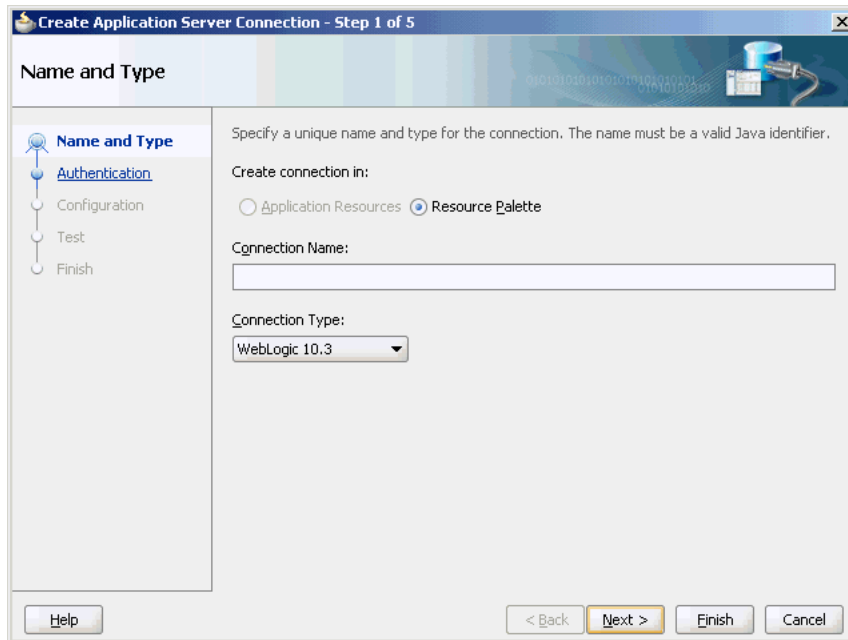 Create Application Server Connection - Step 1 of 5
Name and Type
Name and Type
Authentication
Configuration
Test
Finish
Specify a unique name and type for the connection. The name must be a valid Java identifier.
Create connection in:
Application Resources Resource Palette
Connection Name:
Connection Type:
WebLogic 10.3
Help < Back Next > Finish Cancel